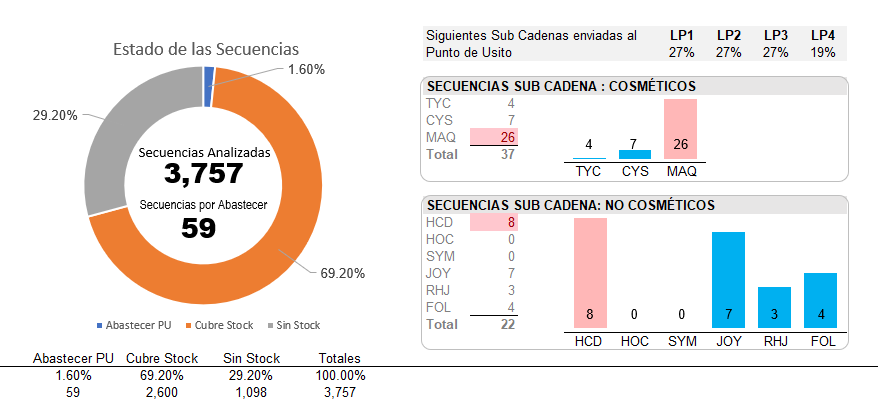 Estado de las Secuencias
1.60%
29.20%
69.20%
Secuencias Analizadas
3,757
Secuencias por Abastecer
59
Abastecer PU Cubre Stock Sin Stock
Abastecer PU Cubre Stock Sin Stock Totales
1.60% 69.20% 29.20% 100.00%
59 2,600 1,098 3,757
Siguientes Sub Cadenas enviadas al LP1 LP2 LP3 LP4
Punto de Usito 27% 27% 27% 19%
SECUENCIAS SUB CADENA : COSMÉTICOS
TYC 4
CYS 7
MAQ 26
Total 37
4 7 26
TYC CYS MAQ
SECUENCIAS SUB CADENA: NO COSMÉTICOS
HCD 8
HOC 0
SYM 0
JOY 7
RHJ 3
FOL 4
Total 22
8 0 0 7 3 4
HCD HOC SYM JOY RHJ FOL